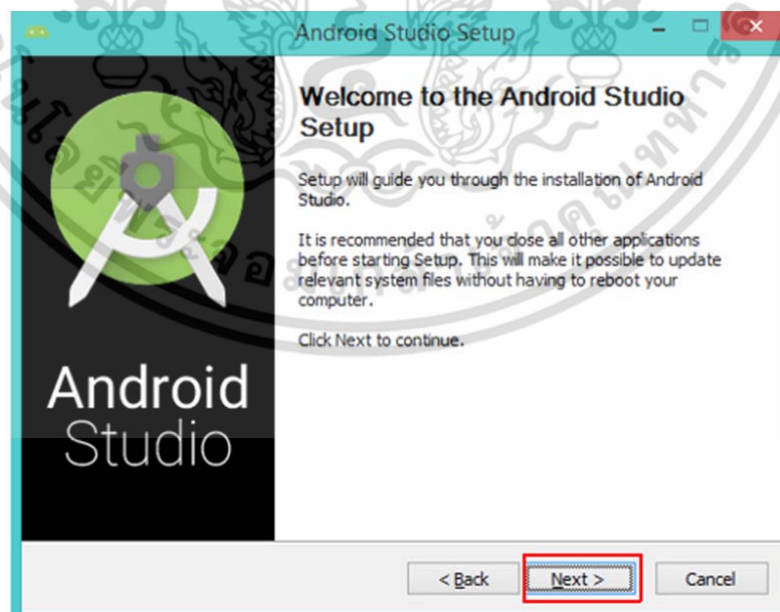 Android Studio Setup
Welcome to the Android Studio
Setup
Setup will guide you through the installation of Android
Studio.
It is recommended that you close all other applications
before starting Setup. This will make it possible to update
relevant system files without having to reboot your
computer.
Click Next to continue.
Android
Studio
< Back
Next >
Cancel